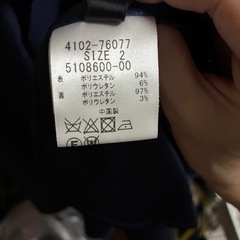 4102-76077
SIZE 2
5108600-00
表 ポリエステル 94%
ポリウレタン 6%
裏 ポリエステル 97%
ポリウレタン 3%
中国製